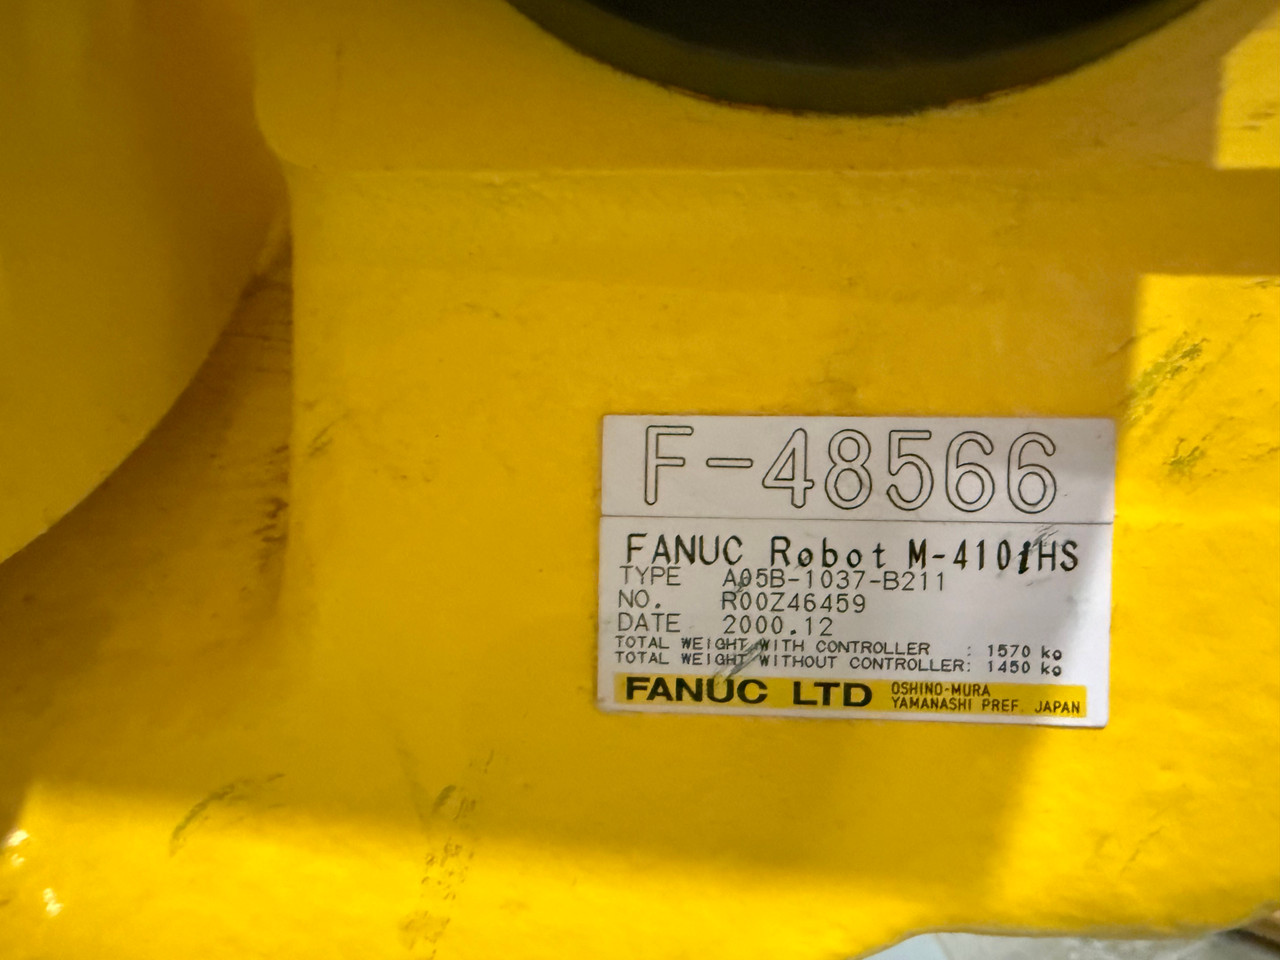 F-48566
FANUC Robot M-410iHS
TYPE A05B-1037-B211
NO. R00Z46459
DATE 2000.12
TOTAL WEIGHT WITH CONTROLLER : 1570 kg
TOTAL WEIGHT WITHOUT CONTROLLER: 1450 kg
FANUC LTD OSHINO-MURA
YAMANASHI PREF. JAPAN